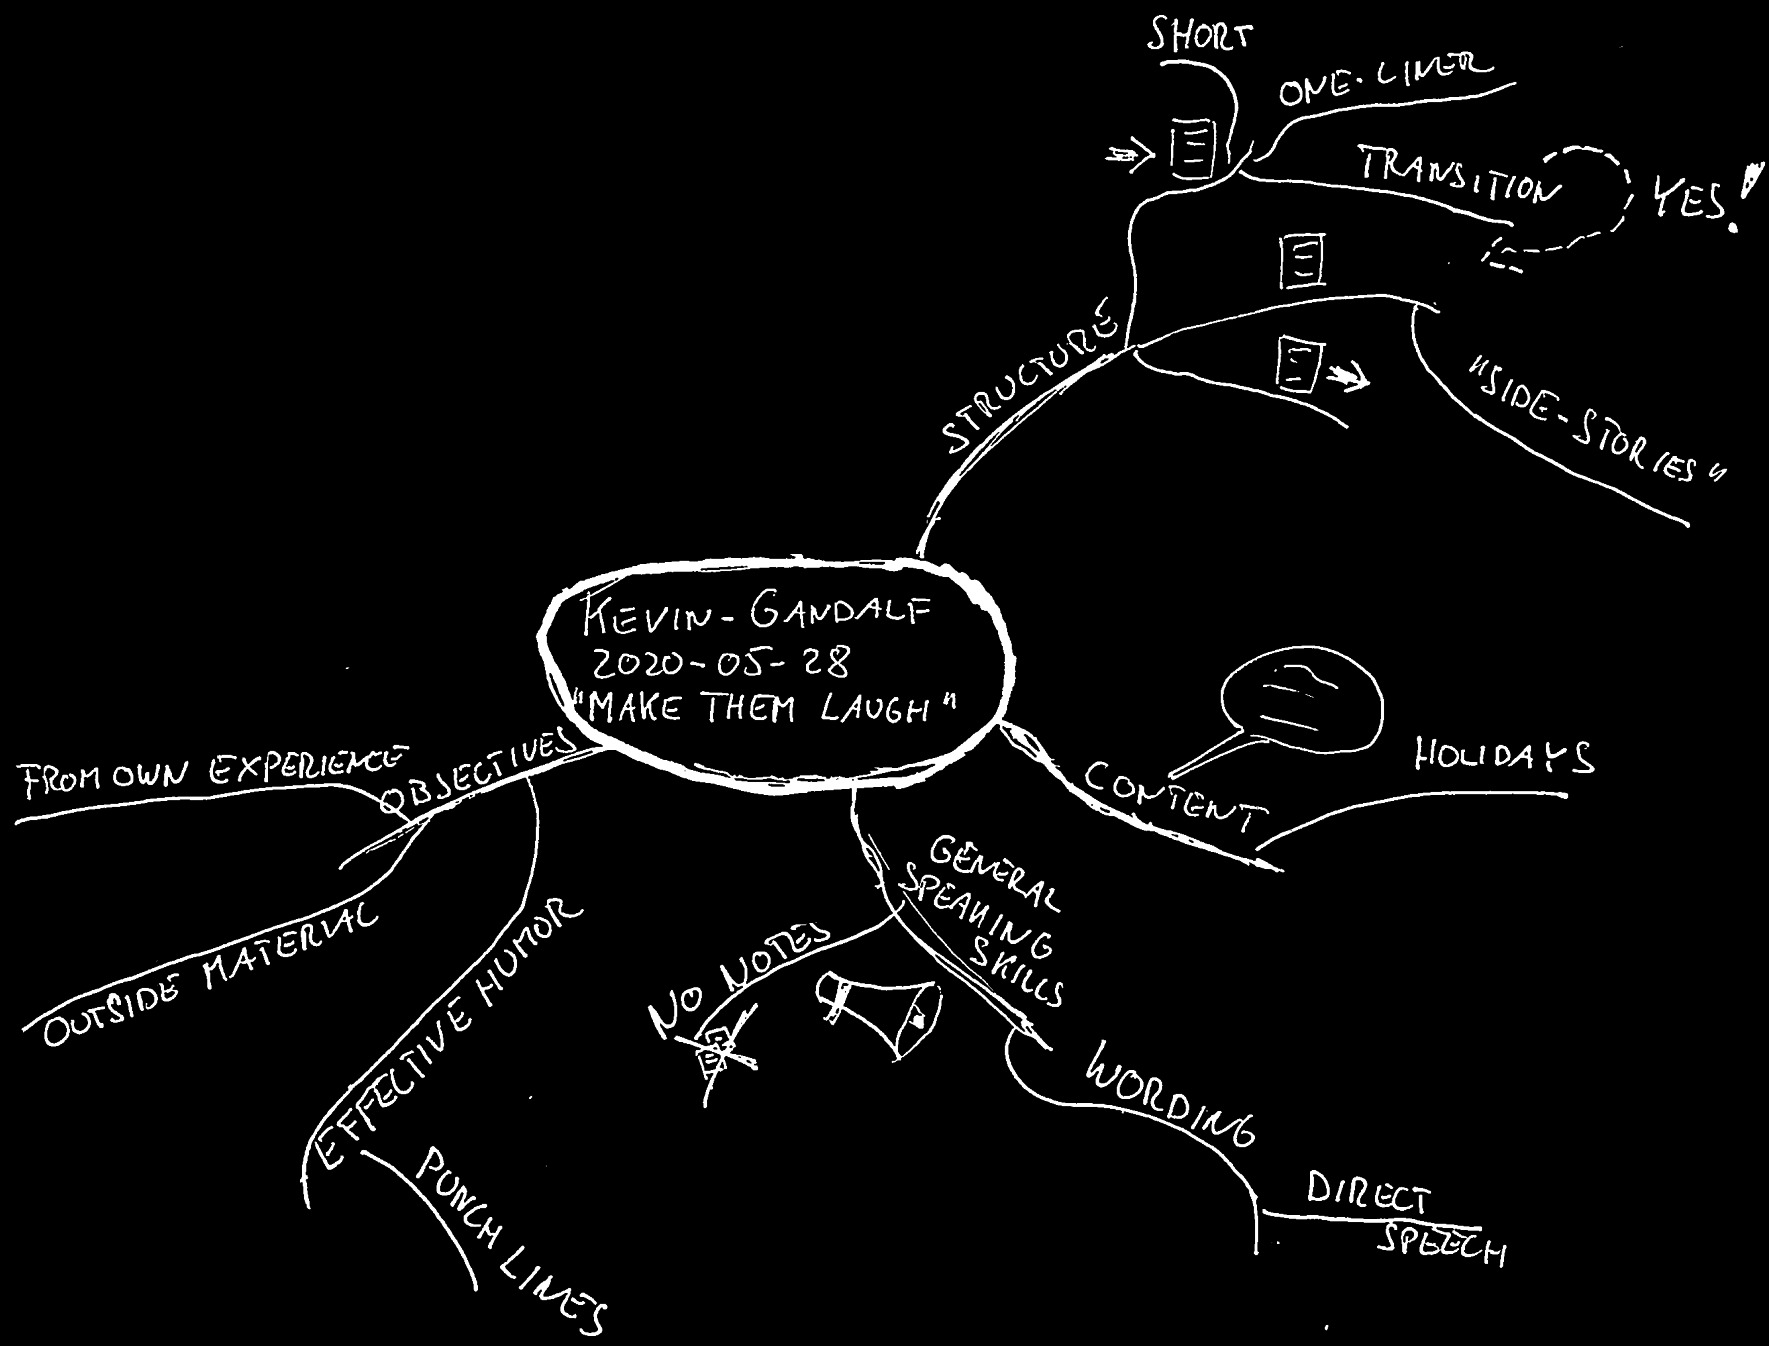 SHORT
ONE-LINER
TRANSITION
YES!
STRUCTURE
"SIDE-STORIES"
KEVIN-GANDALF
2020-05-28
"MAKE THEM LAUGH"
HOLIDAYS
CONTENT
OBJECTIVES
FROM OWN EXPERIENCE
OUTSIDE MATERIAL
EFFECTIVE HUMOR
PUNCH LINES
GENERAL
SPEAKING
SKILLS
NO NOTES
WORDING
DIRECT
SPEECH